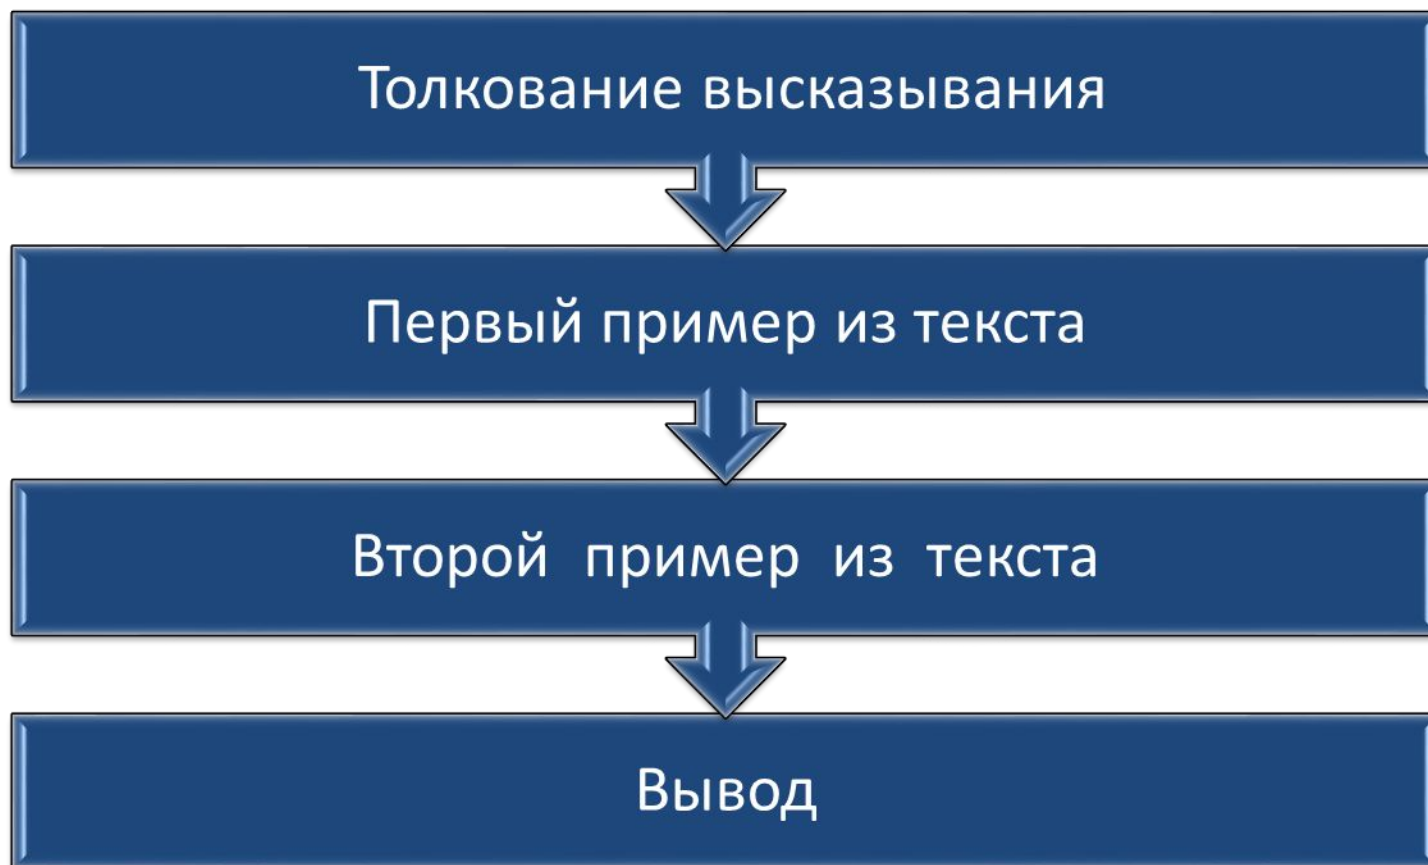 Толкование высказывания
Первый пример из текста
Второй пример из текста
Вывод